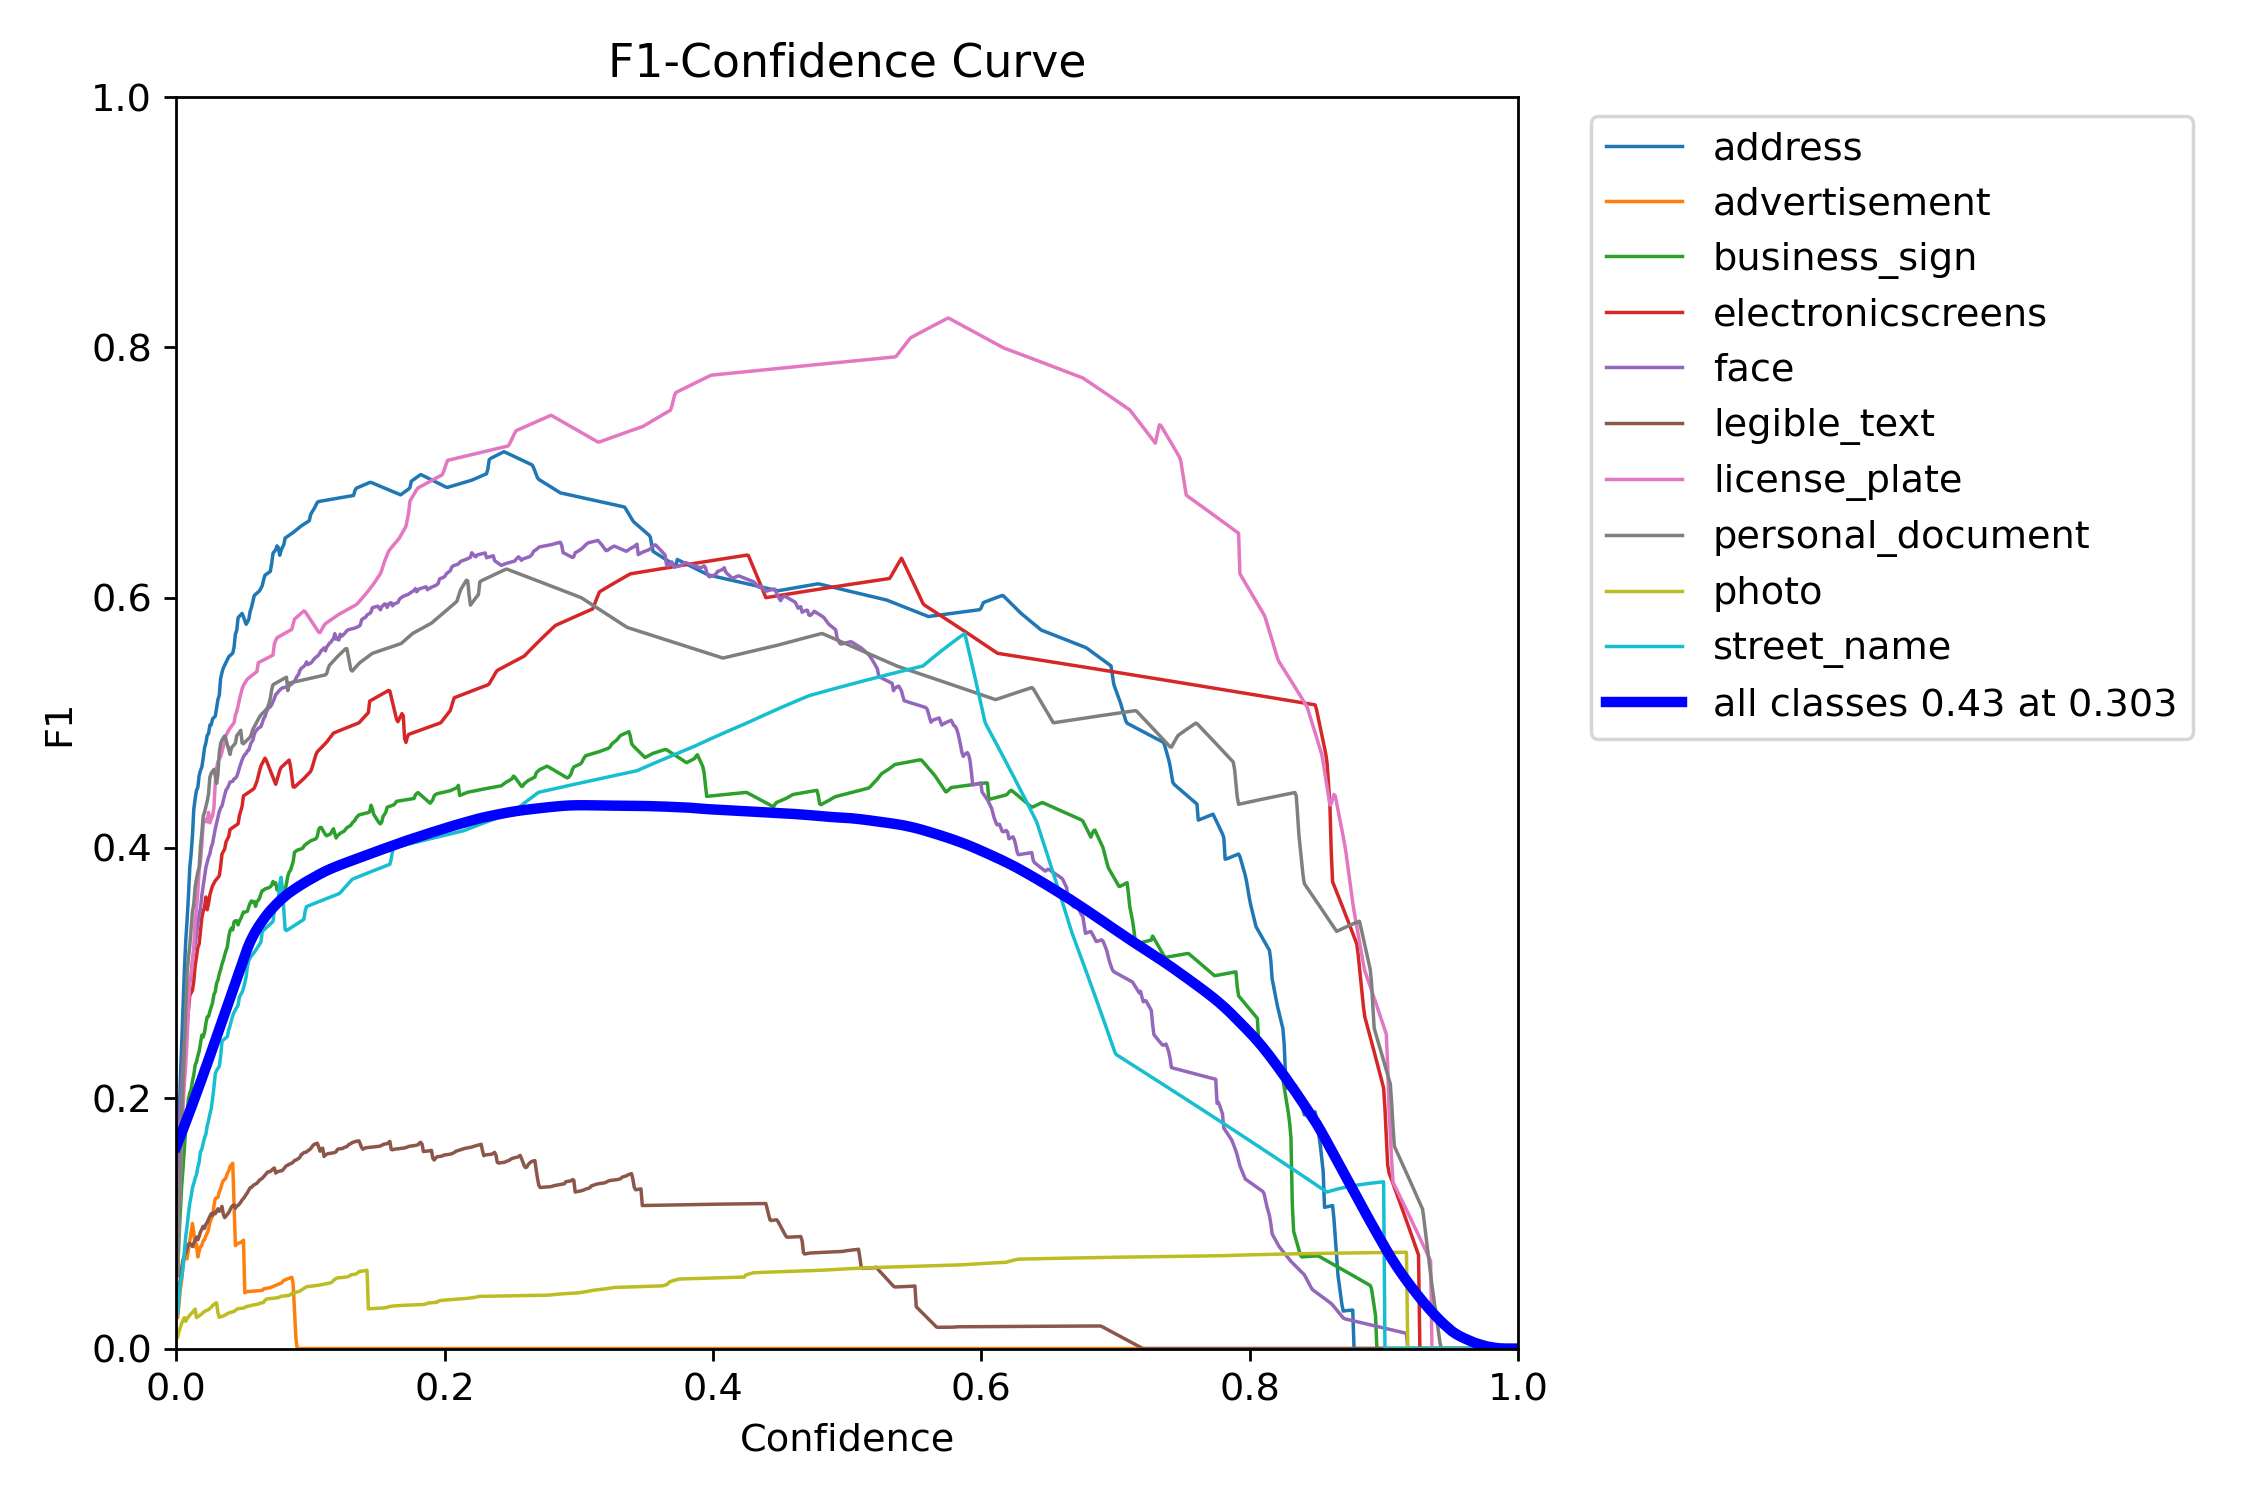 F1-Confidence Curve
1.0
0.8
0.6
0.4
0.2
0.0
F1
0.0 0.2 0.4 0.6 0.8 1.0
Confidence
address
advertisement
business_sign
electronicscreens
face
legible_text
license_plate
personal_document
photo
street_name
all classes 0.43 at 0.303